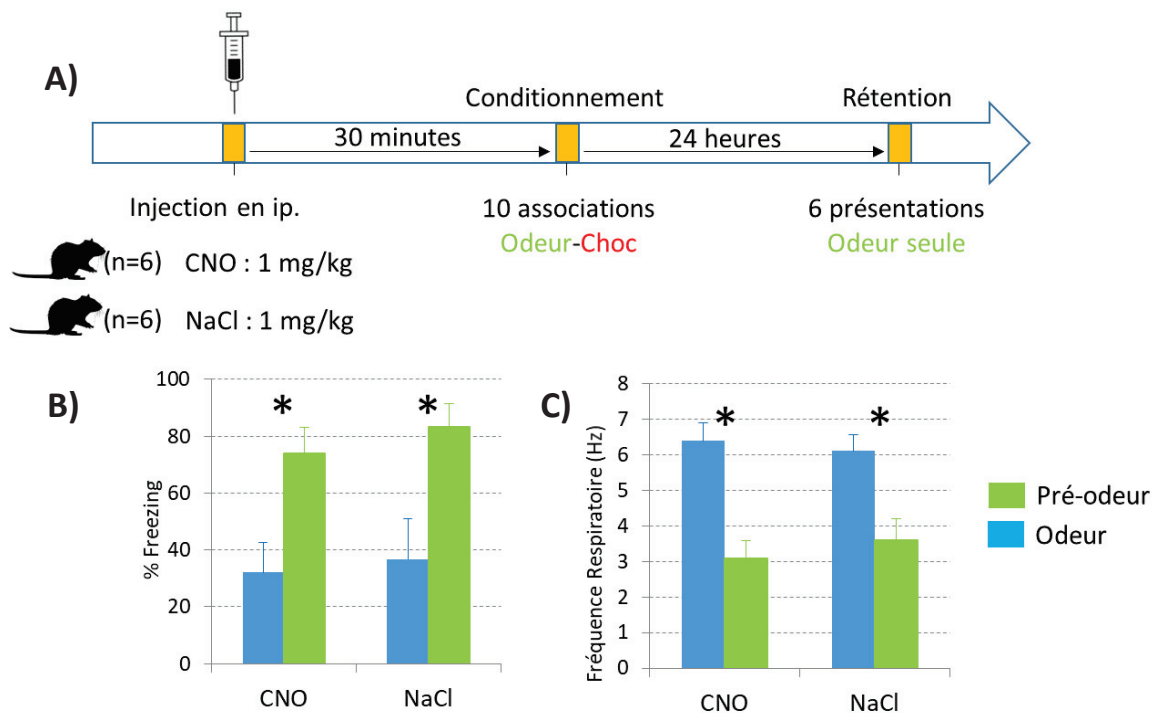 A)
Conditionnement
Rétention
30 minutes
24 heures
Injection en ip.
10 associations
6 présentations
Odeur-Choc
Odeur seule
(n=6) CNO : 1 mg/kg
(n=6) NaCl : 1 mg/kg
B)
% Freezing
100
80
60
40
20
0
*
*
CNO
NaCl
C)
Fréquence Respiratoire (Hz)
8
7
6
5
4
3
2
1
0
*
*
CNO
NaCl
Pré-odeur
Odeur